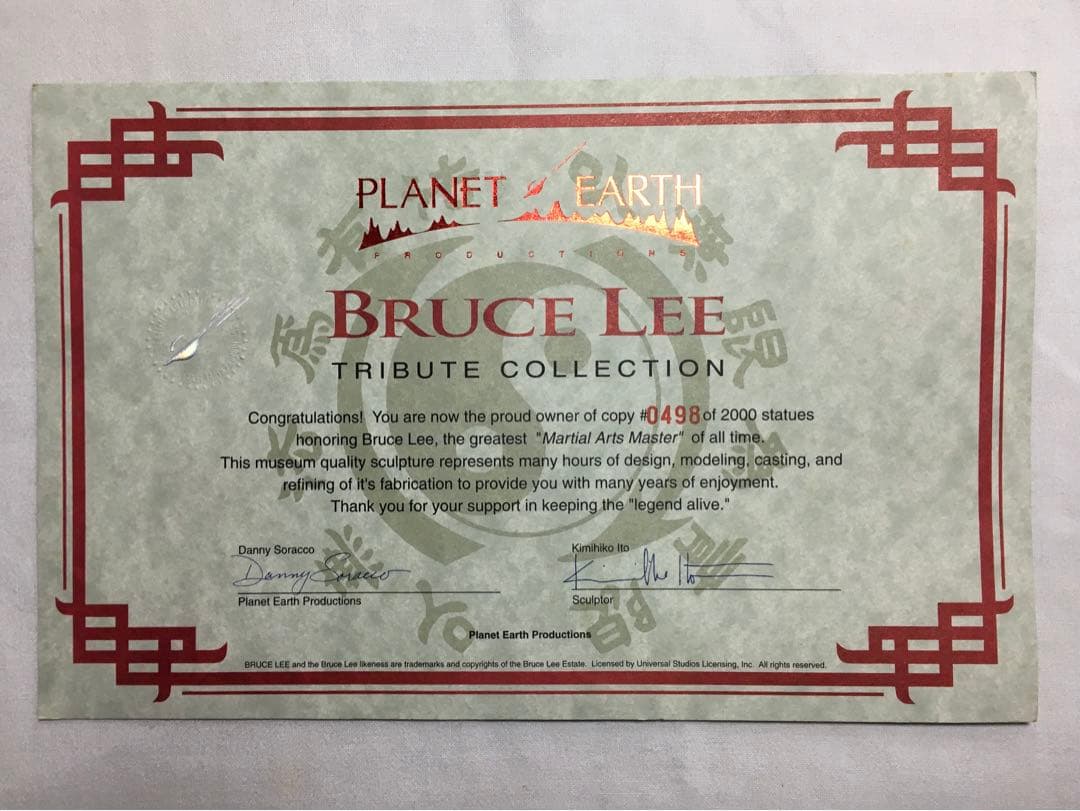 PLANET EARTH
PRODUCTIONS
BRUCE LEE
TRIBUTE COLLECTION
Congratulations! You are now the proud owner of copy #0498 of 2000 statues
honoring Bruce Lee, the greatest "Martial Arts Master" of all time.
This museum quality sculpture represents many hours of design, modeling, casting, and
refining of it's fabrication to provide you with many years of enjoyment.
Thank you for your support in keeping the "legend alive."
Danny Soracco
Danny Soracco
Planet Earth Productions
Kimihiko Ito
Kimihiko Ito
Sculptor
Planet Earth Productions
BRUCE LEE and the Bruce Lee likeness are trademarks and copyrights of the Bruce Lee Estate. Licensed by Universal Studios Licensing, Inc. All rights reserved.